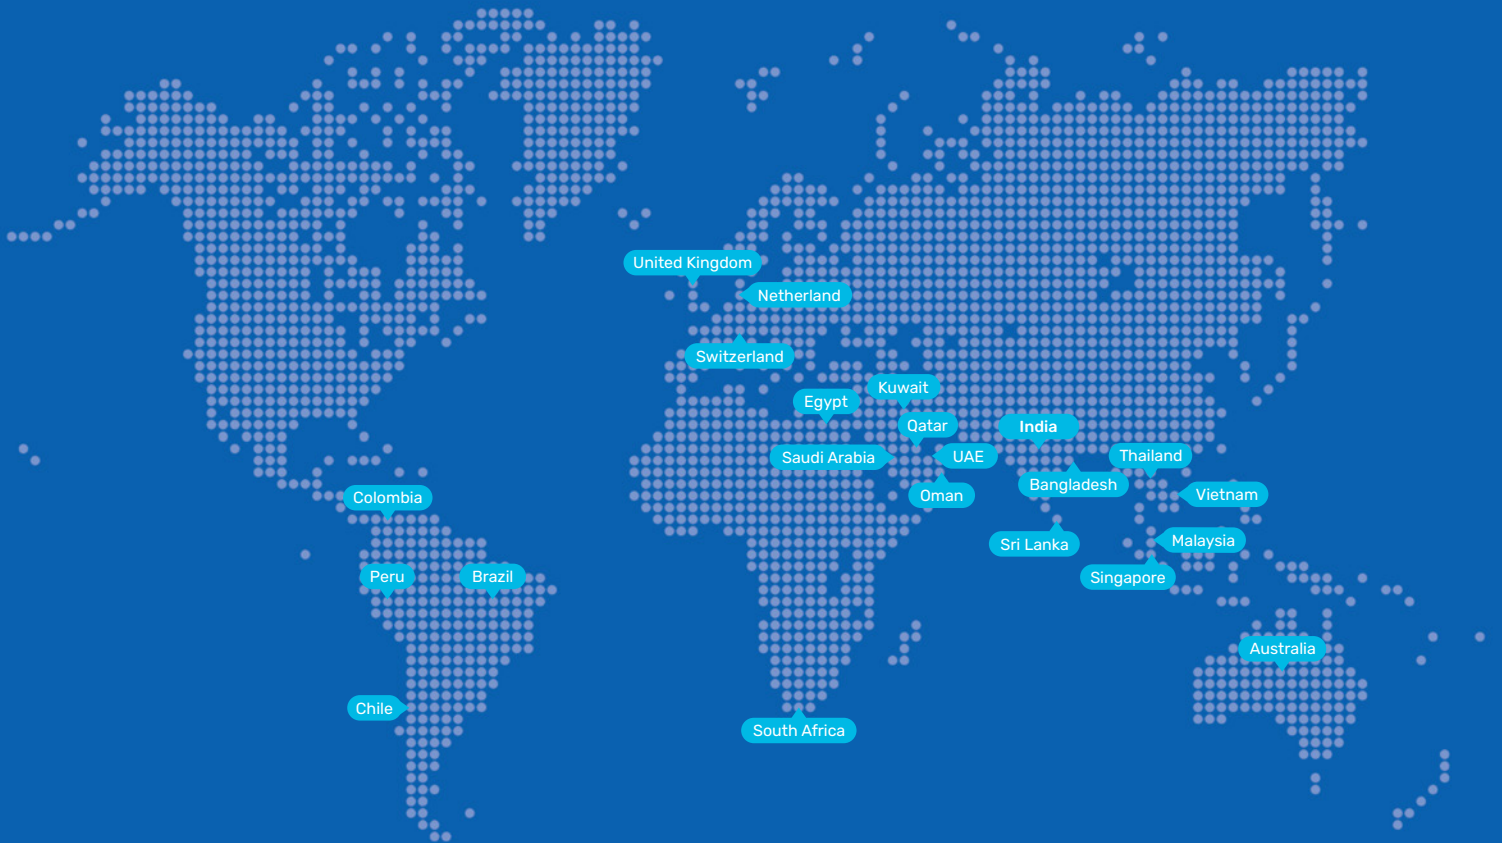 United Kingdom
Netherland
Switzerland
Kuwait
Egypt
Qatar
India
Saudi Arabia
UAE
Thailand
Bangladesh
Oman
Vietnam
Colombia
Sri Lanka
Malaysia
Peru
Brazil
Singapore
Australia
Chile
South Africa